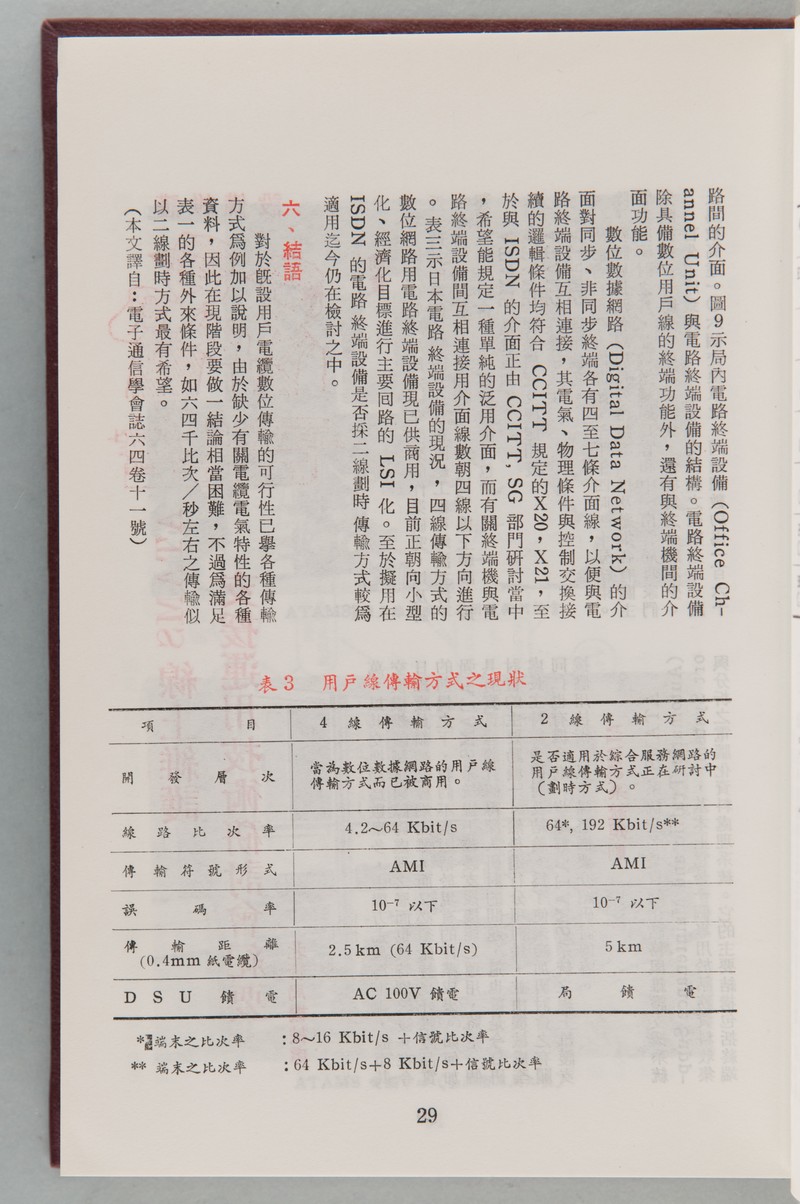 路間的介面。圖9示局內電路終端設備(Office Ch-
annel Unit)與電路終端設備的結構。電路終端設備
除具備數位用戶線的終端功能外,還有與終端機間的介
面功能。
數位數據網路(Digital Data Network)的介
面對同步、非同步終端各有四至七條介面線,以便與電
路終端設備互相連接,其電氣、物理條件與控制交換接
續的邏輯條件均符合 CCITT 規定的X20,X21,至
於與 ISDN 的介面正由 CCITT, SG 部門硏討當中
,希望能規定一種單純的泛用介面,而有關終端機與電
路終端設備間互相連接用介面線數朝四線以下方向進行
。表三示日本電路終端設備的現況,四線傳輸方式的
數位網路用電路終端設備現已供商用,目前正朝向小型
化、經濟化目標進行主要回路的 LSI 化。至於擬用在
ISDN 的電路終端設備是否採二線劃時傳輸方式較爲
適用迄今仍在檢討之中。
六、結語
對於旣設用戶電纜數位傳輸的可行性已擧各種傳輸
方式爲例加以說明,由於缺少有關電纜電氣特性的各種
資料,因此在現階段要做一結論相當困難,不過爲滿足
表一的各種外來條件,如六四千比次/秒左右之傳輸似
以二線劃時方式最有希望。
(本文譯自:電子通信學會誌六四卷十一號)
表3 用戶線傳輸方式之現狀
項目 4線傳輸方式 2線傳輸方式
開發層次 當為數位數據網路的用戶線
傳輸方式而已被商用。
是否適用於綜合服務網路的
用戶線傳輸方式正在研討中
(劃時方式)。
線路比次率 4.2~64 Kbit/s 64*, 192 Kbit/s**
傳輸符號形式 AMI AMI
誤碼率 10⁻⁷ 以下 10⁻⁷ 以下
傳輸距離
(0.4mm 紙電纜) 2.5km (64 Kbit/s) 5km
DSU 饋電 AC 100V 饋電 局饋電
* 端末之比次率 : 8~16 Kbit/s +信號比次率
** 端末之比次率 : 64 Kbit/s+8 Kbit/s+信號比次率
29